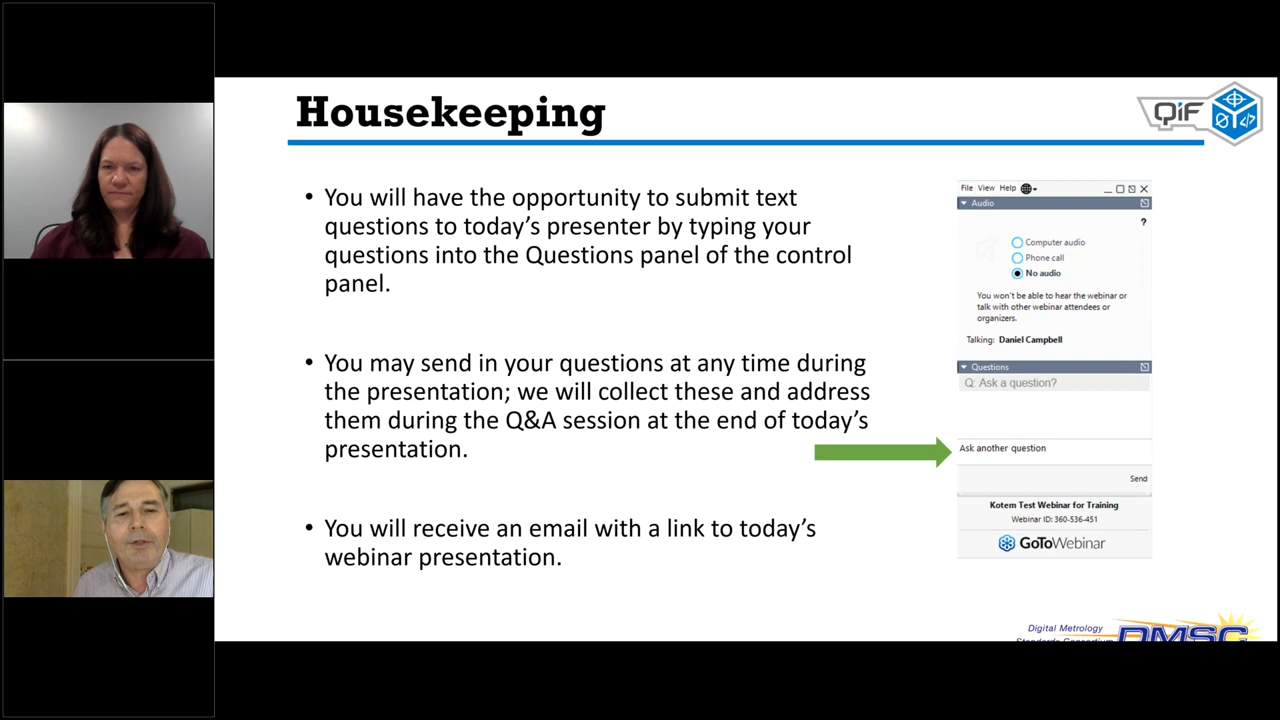 Housekeeping
QIF
• You will have the opportunity to submit text
questions to today’s presenter by typing your
questions into the Questions panel of the control
panel.
• You may send in your questions at any time during
the presentation; we will collect these and address
them during the Q&A session at the end of today’s
presentation.
• You will receive an email with a link to today’s
webinar presentation.
File View Help
Audio
?
Computer audio
Phone call
No audio
You won't be able to hear the webinar or
talk with other webinar attendees or
organizers.
Talking: Daniel Campbell
Questions
Q: Ask a question?
Ask another question
Send
Kotem Test Webinar for Training
Webinar ID: 360-536-451
GoToWebinar
Digital Metrology
Standards Consortium
DMSC